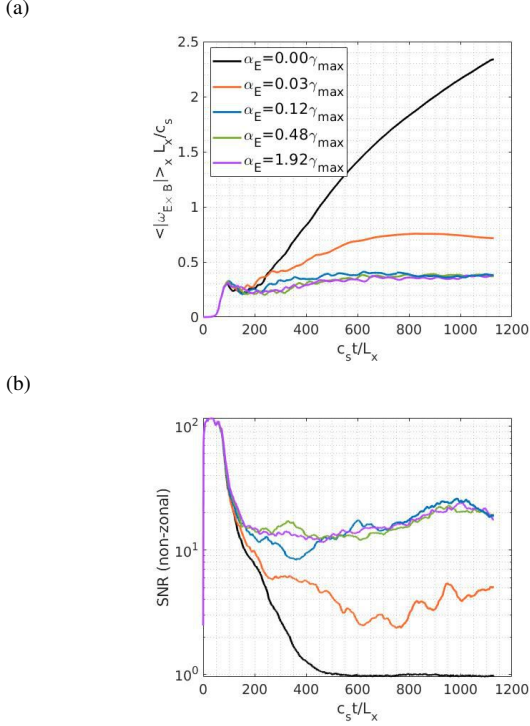 (a)
2.5
2
1.5
1
0.5
0
<|ω_{E× B}|>_x L_x/c_s
α_E=0.00γ_max
α_E=0.03γ_max
α_E=0.12γ_max
α_E=0.48γ_max
α_E=1.92γ_max
0 200 400 600 800 1000 1200
c_s t/L_x
(b)
10^2
10^1
10^0
SNR (non-zonal)
0 200 400 600 800 1000 1200
c_s t/L_x